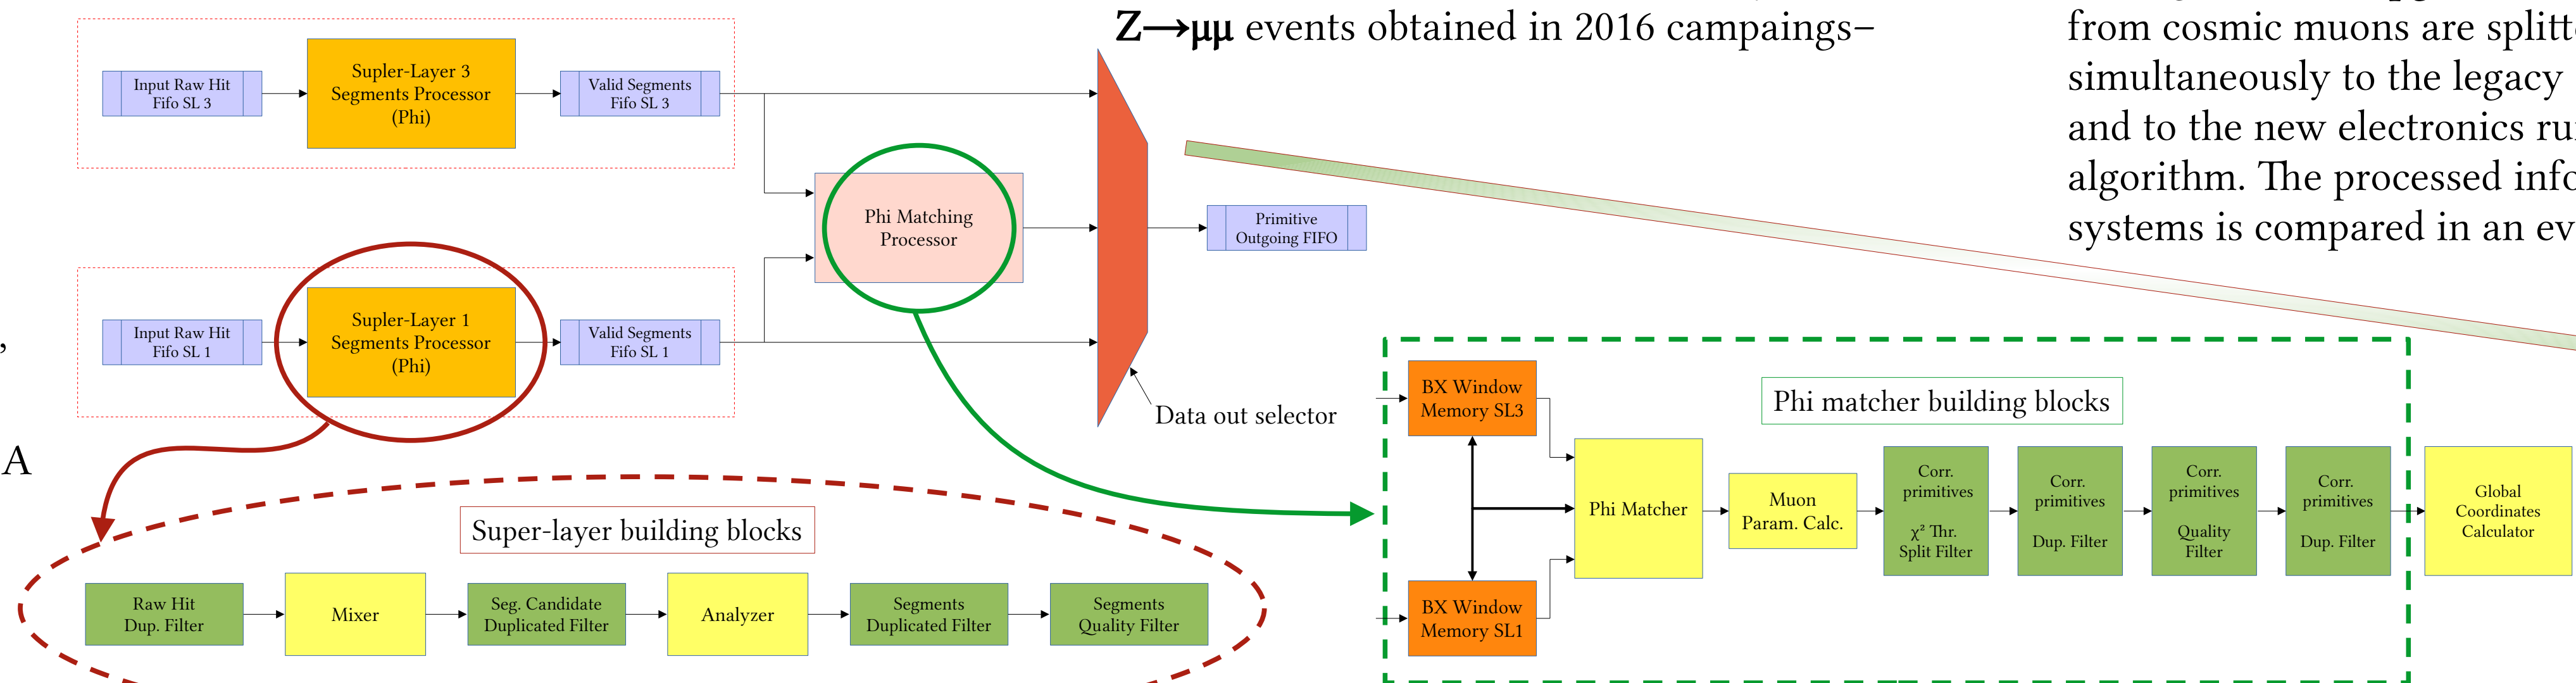 Z→μμ events obtained in 2016 campaings–
from cosmic muons are splitte
simultaneously to the legacy
and to the new electronics ru
algorithm. The processed info
systems is compared in an ev
,
A
Input Raw Hit
Fifo SL 3
Supler-Layer 3
Segments Processor
(Phi)
Valid Segments
Fifo SL 3
Phi Matching
Processor
Primitive
Outgoing FIFO
Input Raw Hit
Fifo SL 1
Supler-Layer 1
Segments Processor
(Phi)
Valid Segments
Fifo SL 1
Data out selector
Super-layer building blocks
Raw Hit
Dup. Filter
Mixer
Seg. Candidate
Duplicated Filter
Analyzer
Segments
Duplicated Filter
Segments
Quality Filter
Phi matcher building blocks
BX Window
Memory SL3
BX Window
Memory SL1
Phi Matcher
Muon
Param. Calc.
Corr.
primitives
χ² Thr.
Split Filter
Corr.
primitives
Dup. Filter
Corr.
primitives
Quality
Filter
Corr.
primitives
Dup. Filter
Global
Coordinates
Calculator